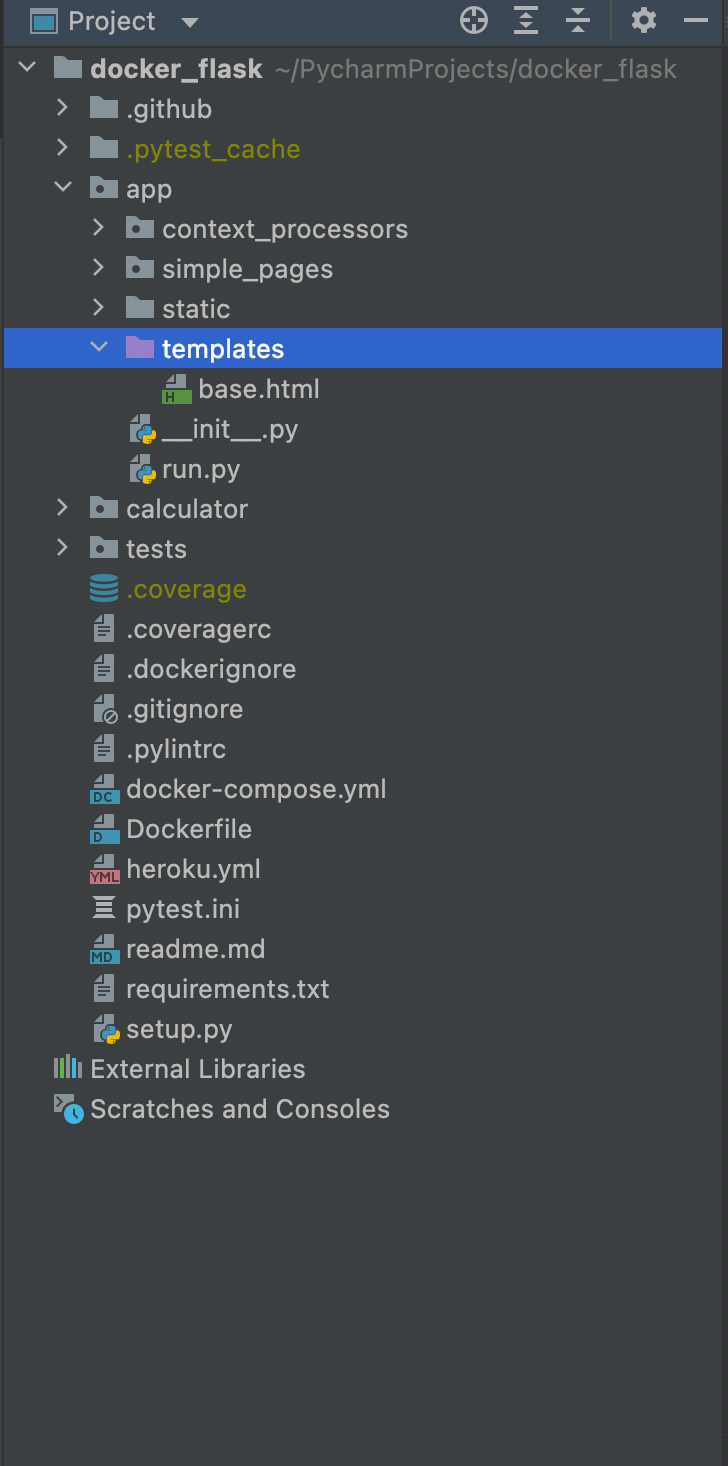 Project
docker_flask ~/PycharmProjects/docker_flask
.github
.pytest_cache
app
context_processors
simple_pages
static
templates
H base.html
__init__.py
run.py
calculator
tests
.coverage
.coveragerc
.dockerignore
.gitignore
.pylintrc
DC docker-compose.yml
D Dockerfile
YML heroku.yml
pytest.ini
MD readme.md
requirements.txt
setup.py
External Libraries
Scratches and Consoles